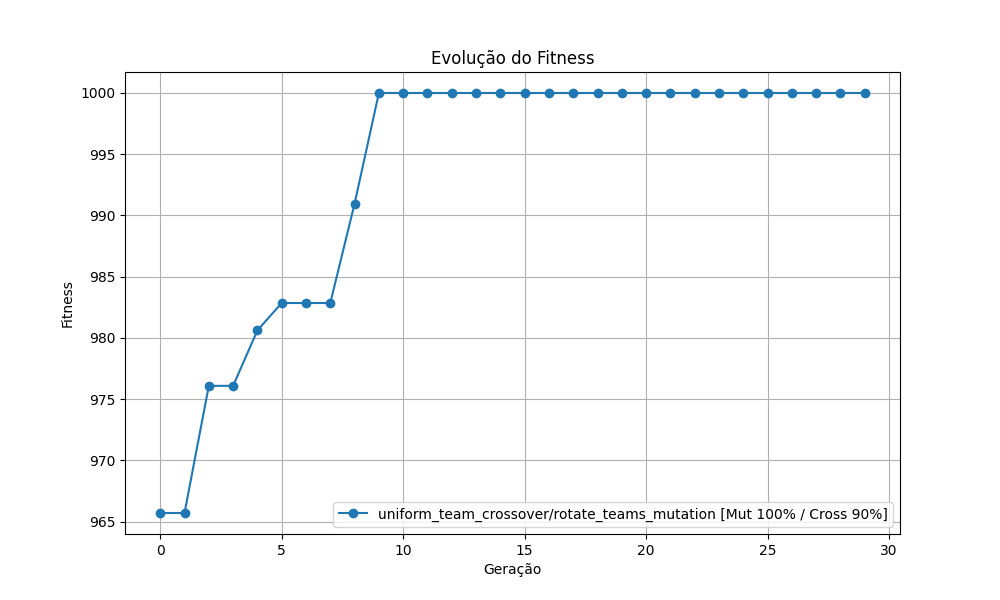 Evolução do Fitness
1000
995
990
985
980
975
970
965
Fitness
uniform_team_crossover/rotate_teams_mutation [Mut 100% / Cross 90%]
0 5 10 15 20 25 30
Geração